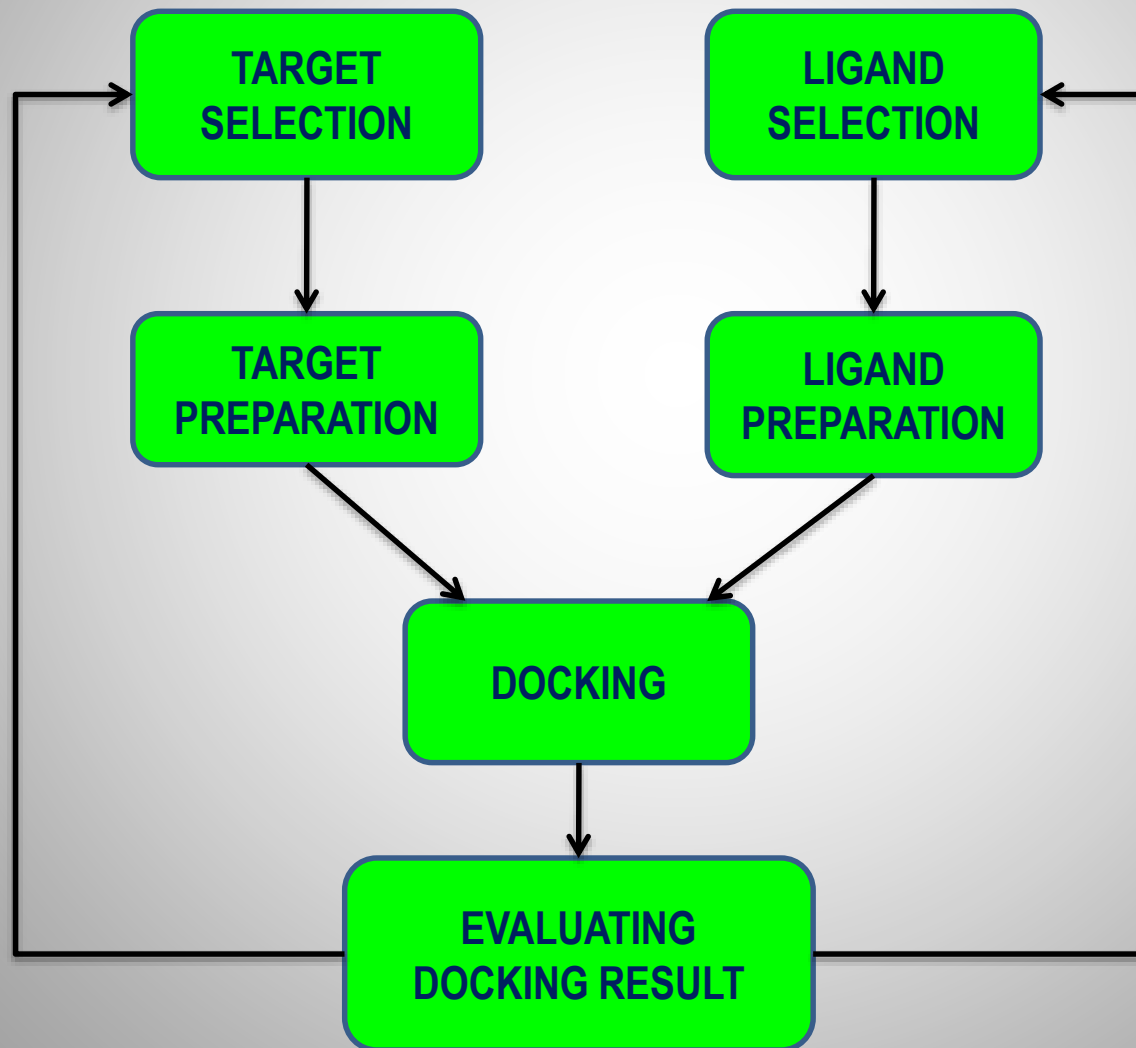 TARGET
SELECTION
LIGAND
SELECTION
TARGET
PREPARATION
LIGAND
PREPARATION
DOCKING
EVALUATING
DOCKING RESULT